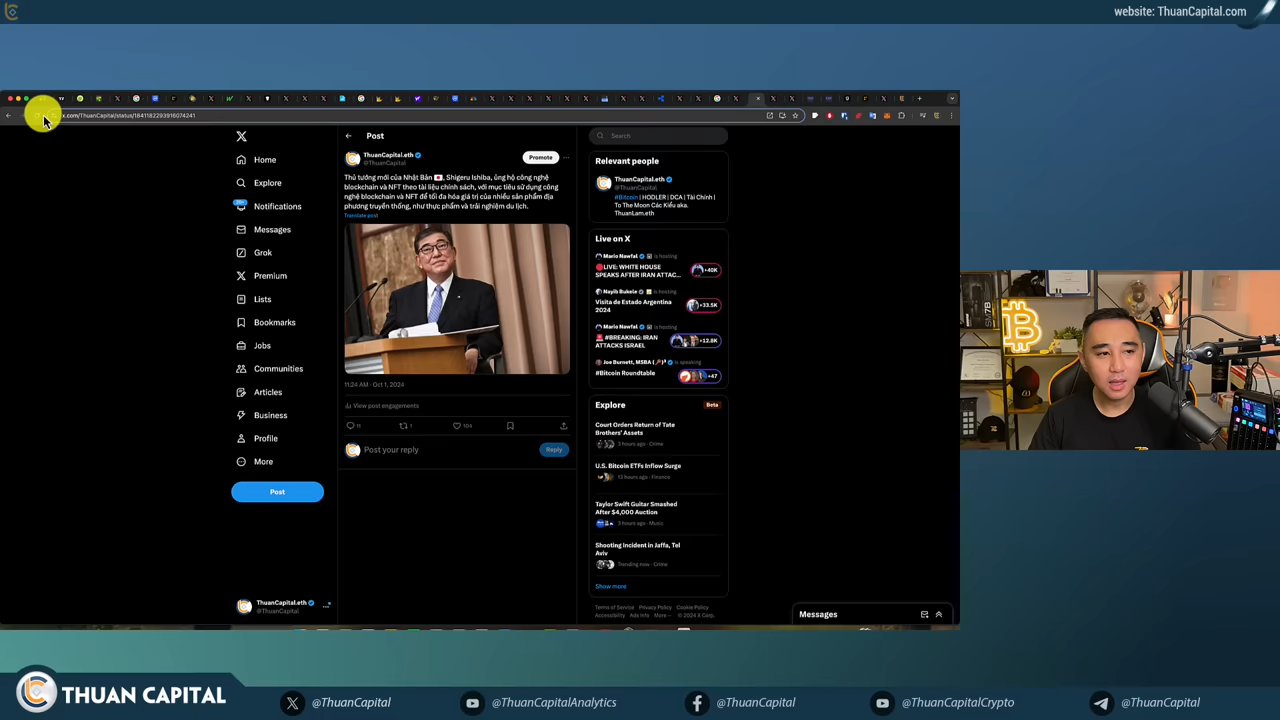 website: ThuanCapital.com
x.com/ThuanCapital/status/1841182293916074241
Home
Explore
20+
Notifications
Messages
Grok
Premium
Lists
Bookmarks
Jobs
Communities
Articles
Business
Profile
More
Post
ThuanCapital.eth
@ThuanCapital
Post
ThuanCapital.eth
@ThuanCapital
Promote
Thủ tướng mới của Nhật Bản 🇯🇵, Shigeru Ishiba, ủng hộ công nghệ
blockchain và NFT theo tài liệu chính sách, với mục tiêu sử dụng công
nghệ blockchain và NFT để tối đa hóa giá trị của nhiều sản phẩm địa
phương truyền thống, như thực phẩm và trải nghiệm du lịch.
Translate post
11:24 AM · Oct 1, 2024
View post engagements
11
1
104
Post your reply
Reply
Search
Relevant people
ThuanCapital.eth
@ThuanCapital
#Bitcoin | HODLER | DCA | Tài Chính |
To The Moon Các Kiểu aka.
ThuanLam.eth
Live on X
Mario Nawfal is hosting
🔴LIVE: WHITE HOUSE
SPEAKS AFTER IRAN ATTAC...
+40K
Nayib Bukele is hosting
Visita de Estado Argentina
2024
+33.5K
Mario Nawfal is hosting
🚨 #BREAKING: IRAN
ATTACKS ISRAEL
+12.8K
Joe Burnett, MSBA is speaking
#Bitcoin Roundtable
+47
Explore
Beta
Court Orders Return of Tate
Brothers' Assets
3 hours ago · Crime
U.S. Bitcoin ETFs Inflow Surge
13 hours ago · Finance
Taylor Swift Guitar Smashed
After $4,000 Auction
3 hours ago · Music
Shooting Incident in Jaffa, Tel
Aviv
Trending now · Crime
Show more
Terms of Service Privacy Policy Cookie Policy
Accessibility Ads info More ··· © 2024 X Corp.
Messages
SM7B
THUAN CAPITAL
@ThuanCapital
@ThuanCapitalAnalytics
@ThuanCapital
@ThuanCapitalCrypto
@ThuanCapital